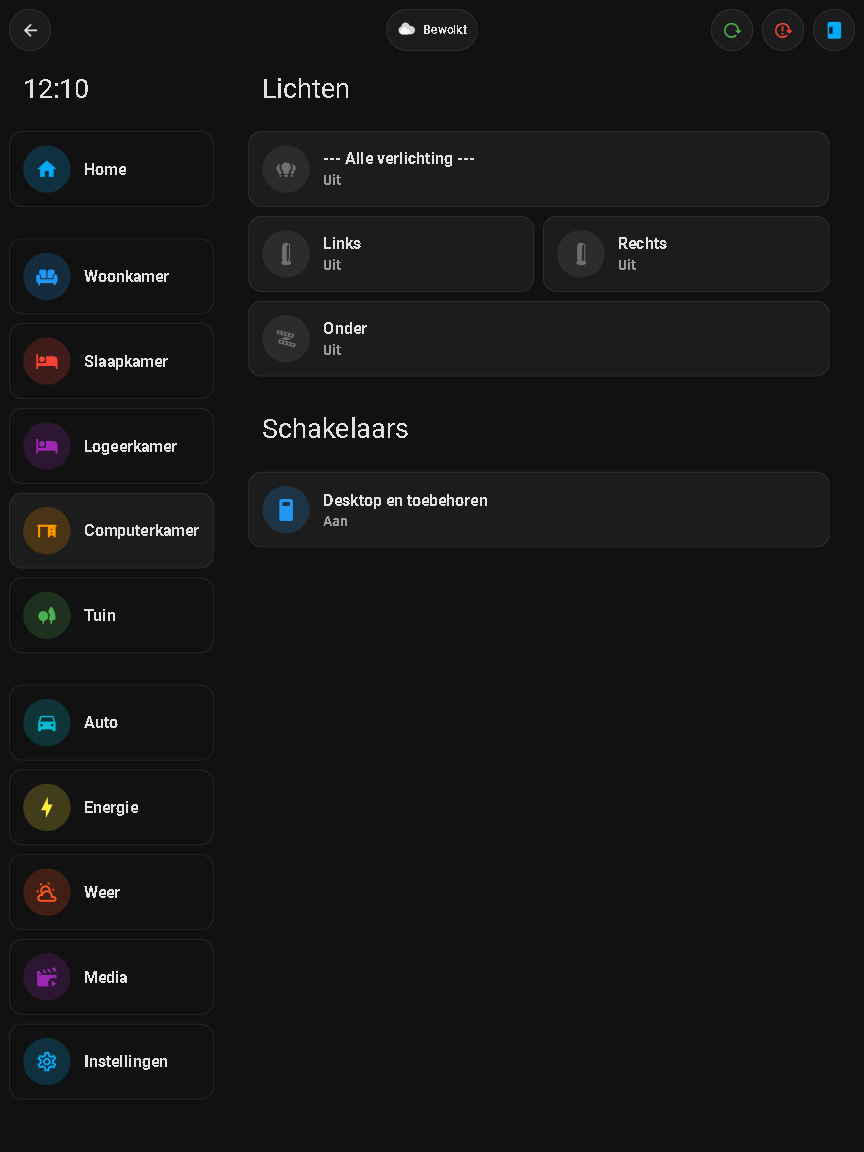 Bewolkt
12:10
Home
Woonkamer
Slaapkamer
Logeerkamer
Computerkamer
Tuin
Auto
Energie
Weer
Media
Instellingen
Lichten
--- Alle verlichting ---
Uit
Links
Uit
Rechts
Uit
Onder
Uit
Schakelaars
Desktop en toebehoren
Aan